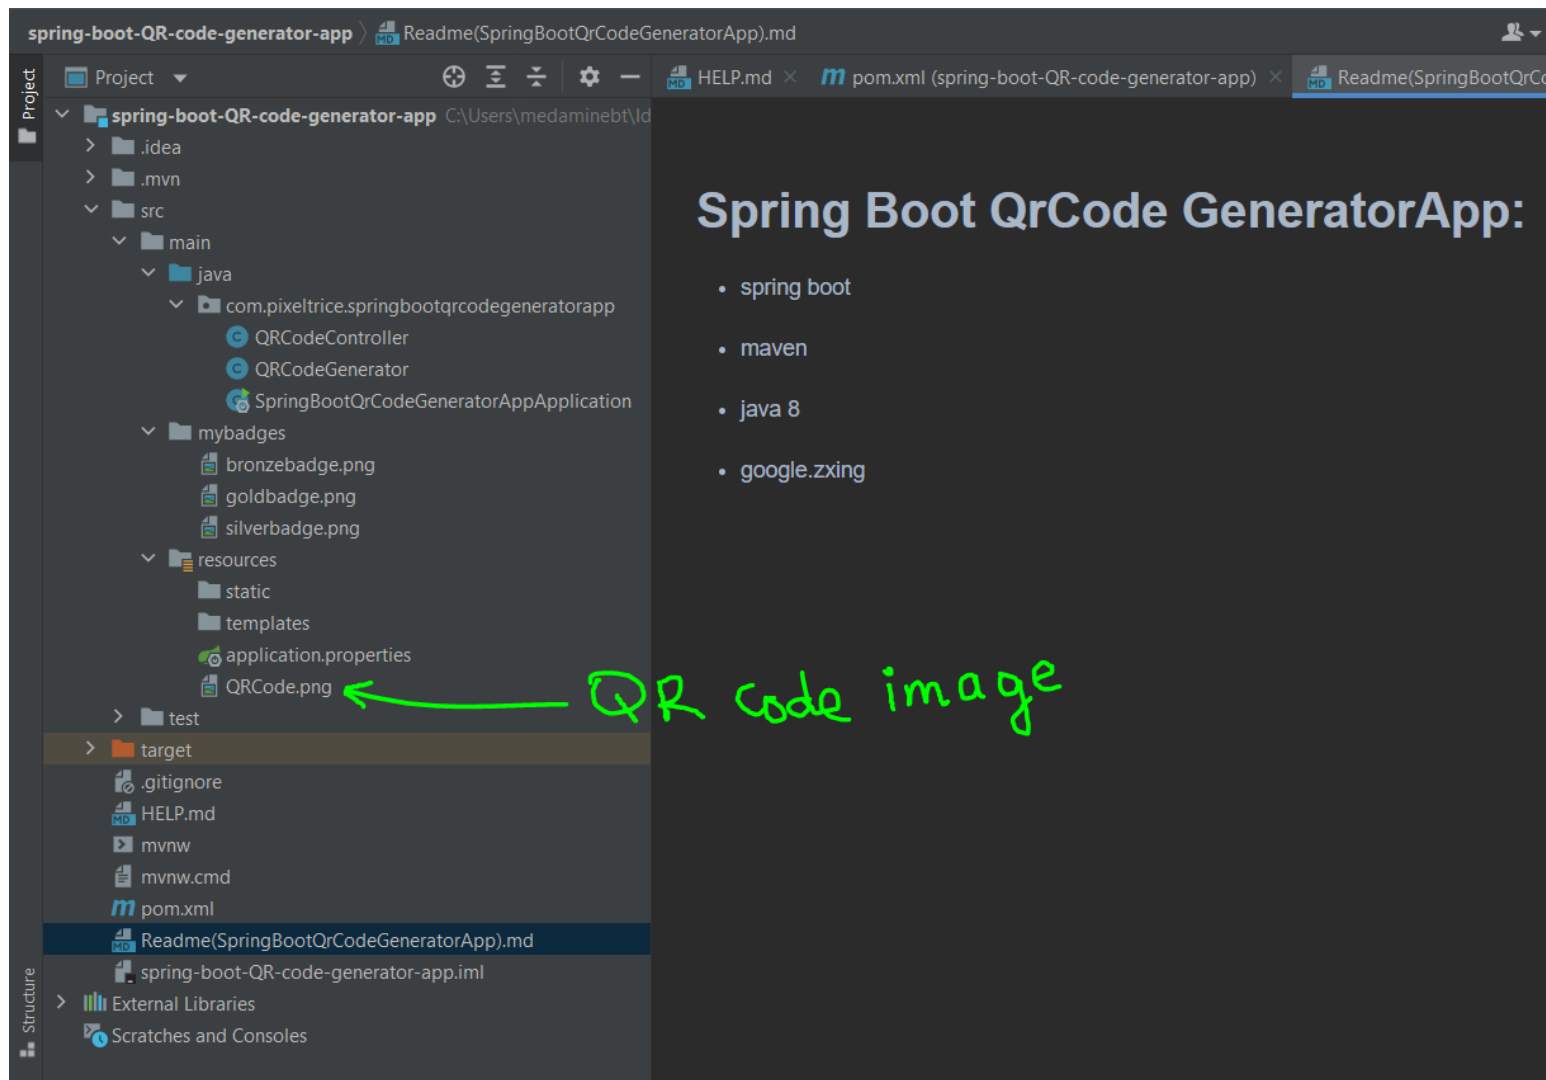 spring-boot-QR-code-generator-app Readme(SpringBootQrCodeGeneratorApp).md
Project
Project
HELP.md
pom.xml (spring-boot-QR-code-generator-app)
Readme(SpringBootQrCo
spring-boot-QR-code-generator-app C:\Users\medaminebt\Id
.idea
.mvn
src
main
java
com.pixeltrice.springbootqrcodegeneratorapp
QRCodeController
QRCodeGenerator
SpringBootQrCodeGeneratorAppApplication
mybadges
bronzebadge.png
goldbadge.png
silverbadge.png
resources
static
templates
application.properties
QRCode.png
test
target
.gitignore
HELP.md
mvnw
mvnw.cmd
pom.xml
Readme(SpringBootQrCodeGeneratorApp).md
spring-boot-QR-code-generator-app.iml
External Libraries
Scratches and Consoles
Structure
Spring Boot QrCode GeneratorApp:
spring boot
maven
java 8
google.zxing
QR code image